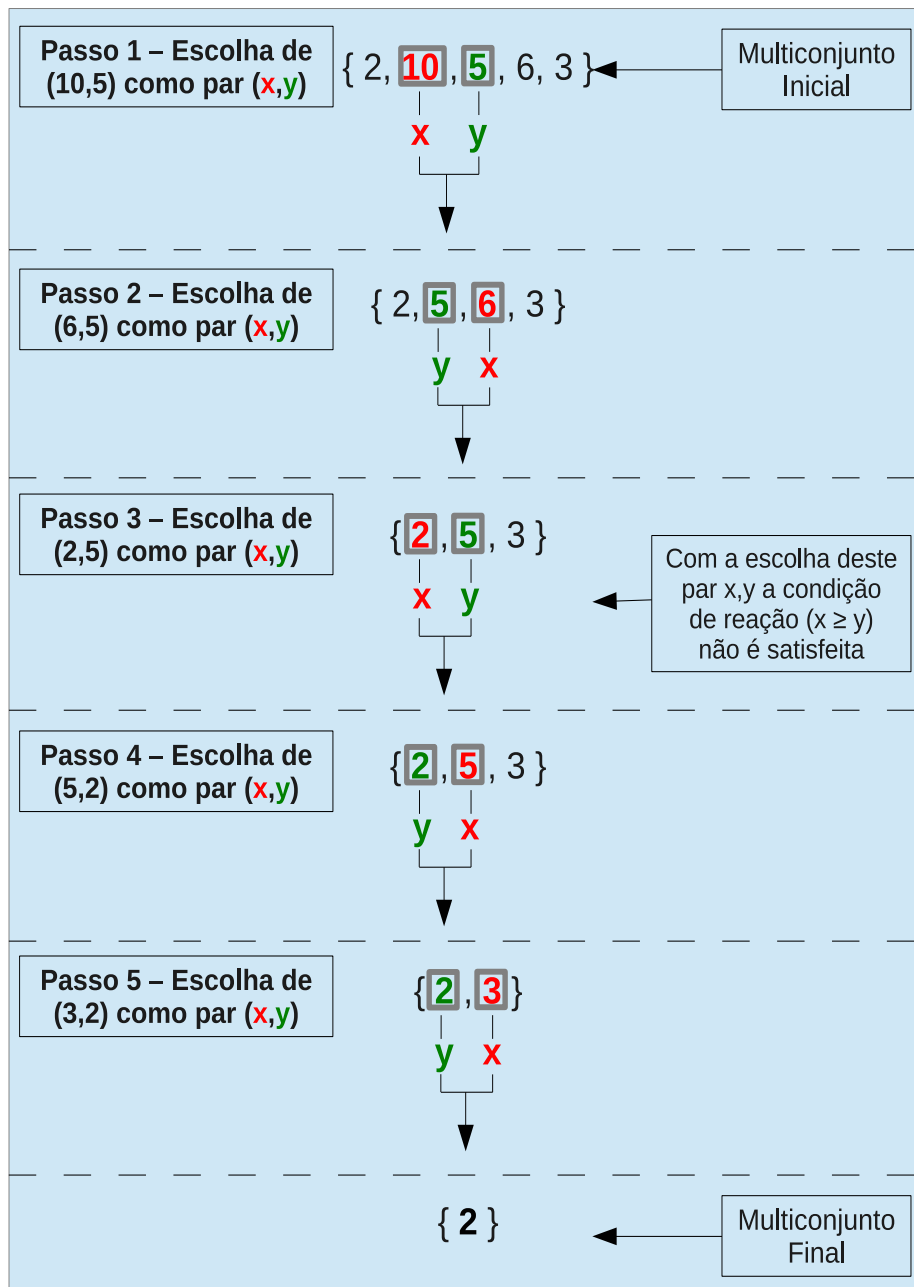 Passo 1 – Escolha de
(10,5) como par (x,y)
{ 2, 10 , 5 , 6, 3 }
Multiconjunto
Inicial
x y
Passo 2 – Escolha de
(6,5) como par (x,y)
{ 2, 5 , 6 , 3 }
y x
Passo 3 – Escolha de
(2,5) como par (x,y)
{ 2 , 5 , 3 }
x y
Com a escolha deste
par x,y a condição
de reação (x ≥ y)
não é satisfeita
Passo 4 – Escolha de
(5,2) como par (x,y)
{ 2 , 5 , 3 }
y x
Passo 5 – Escolha de
(3,2) como par (x,y)
{ 2 , 3 }
y x
{ 2 }
Multiconjunto
Final